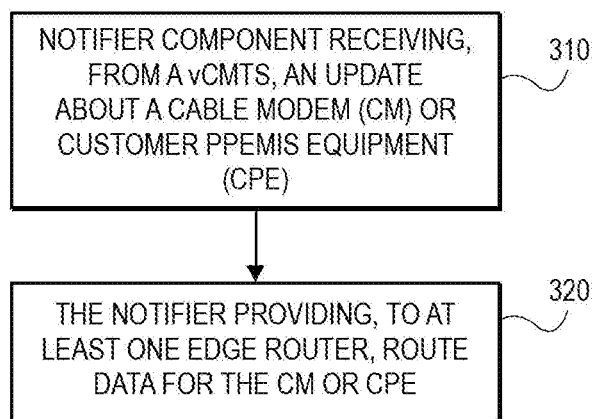 NOTIFIER COMPONENT RECEIVING,
FROM A vCMTS, AN UPDATE
ABOUT A CABLE MODEM (CM) OR
CUSTOMER PPEMIS EQUIPMENT
(CPE)
310
THE NOTIFIER PROVIDING, TO AT
LEAST ONE EDGE ROUTER, ROUTE
DATA FOR THE CM OR CPE
320